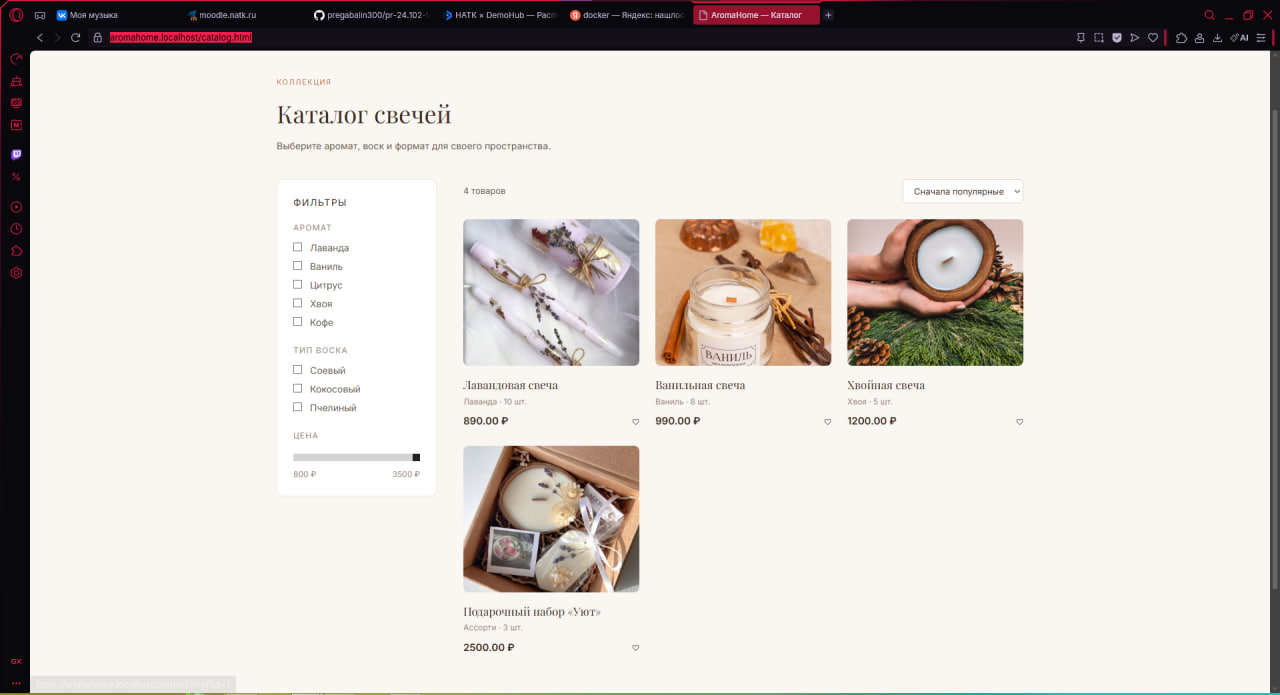 Моя музыка
moodle.natk.ru
pregabalin300/pr-24.102-
НАТК × DemoHub — Расп
docker — Яндекс: нашлос
AromaHome — Каталог
aromahome.localhost/catalog.html
AI
КОЛЛЕКЦИЯ
Каталог свечей
Выберите аромат, воск и формат для своего пространства.
ФИЛЬТРЫ
АРОМАТ
Лаванда
Ваниль
Цитрус
Хвоя
Кофе
ТИП ВОСКА
Соевый
Кокосовый
Пчелиный
ЦЕНА
800 ₽
3500 ₽
4 товаров
Сначала популярные
ВАНИЛЬ
Лавандовая свеча
Лаванда · 10 шт.
890.00 ₽
Ванильная свеча
Ваниль · 8 шт.
990.00 ₽
Хвойная свеча
Хвоя · 5 шт.
1200.00 ₽
Подарочный набор «Уют»
Ассорти · 3 шт.
2500.00 ₽
GX
https://aromahome.localhost/product.html?id=1